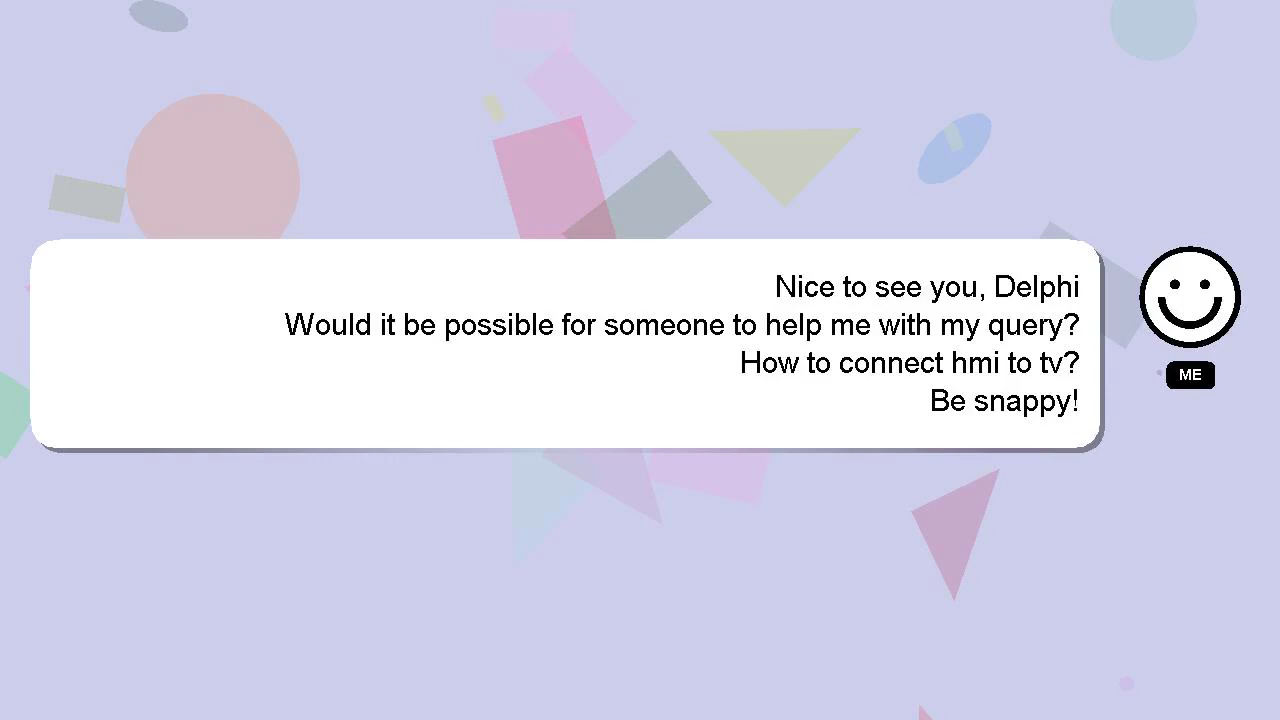 Nice to see you, Delphi
Would it be possible for someone to help me with my query?
How to connect hmi to tv?
Be snappy!
ME